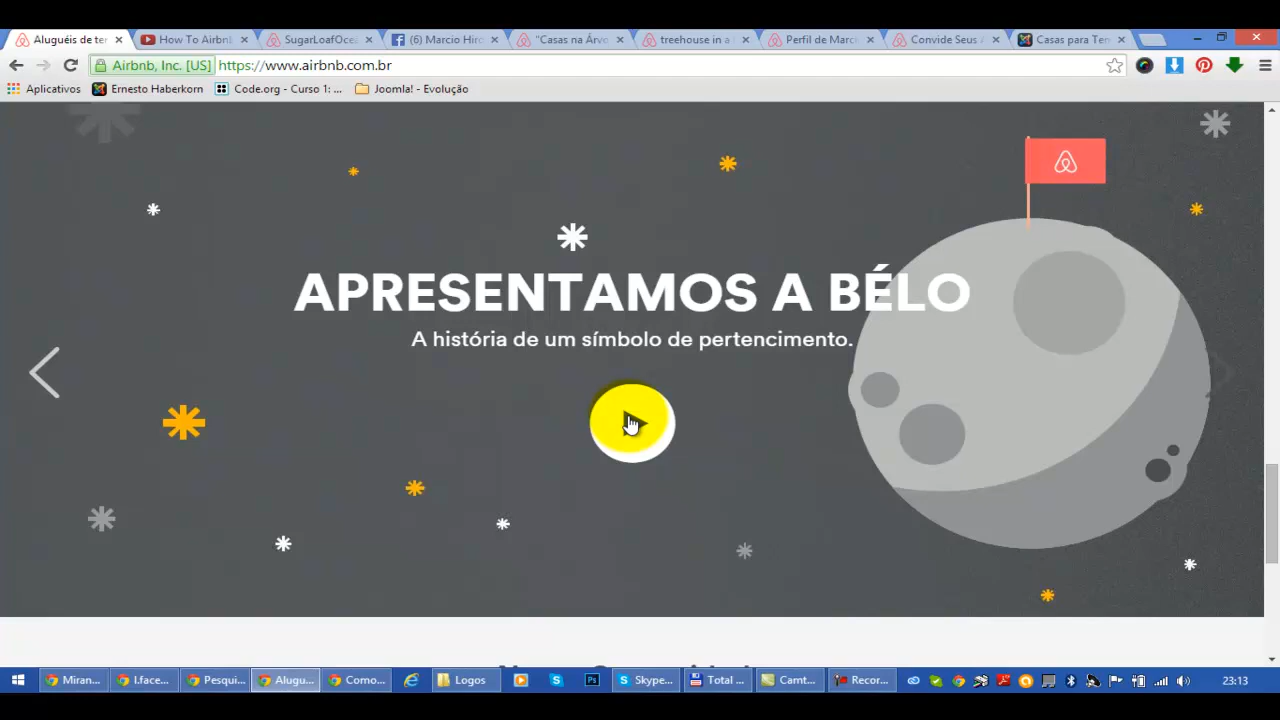 Aluguéis de ter
How To Airbn
SugarLoafOce
(6) Marcio Hiro
"Casas na Árvo
treehouse in a
Perfil de Marci
Convide Seus A
Casas para Ten
Airbnb, Inc. [US]
https://www.airbnb.com.br
Aplicativos
Ernesto Haberkorn
Code.org - Curso 1: ...
Joomla! - Evolução
APRESENTAMOS A BÉLO
A história de um símbolo de pertencimento.
Miran...
l.face...
Pesqui...
Alugu...
Como...
Logos
Skype...
Total ...
Camt...
Recor...
23:13